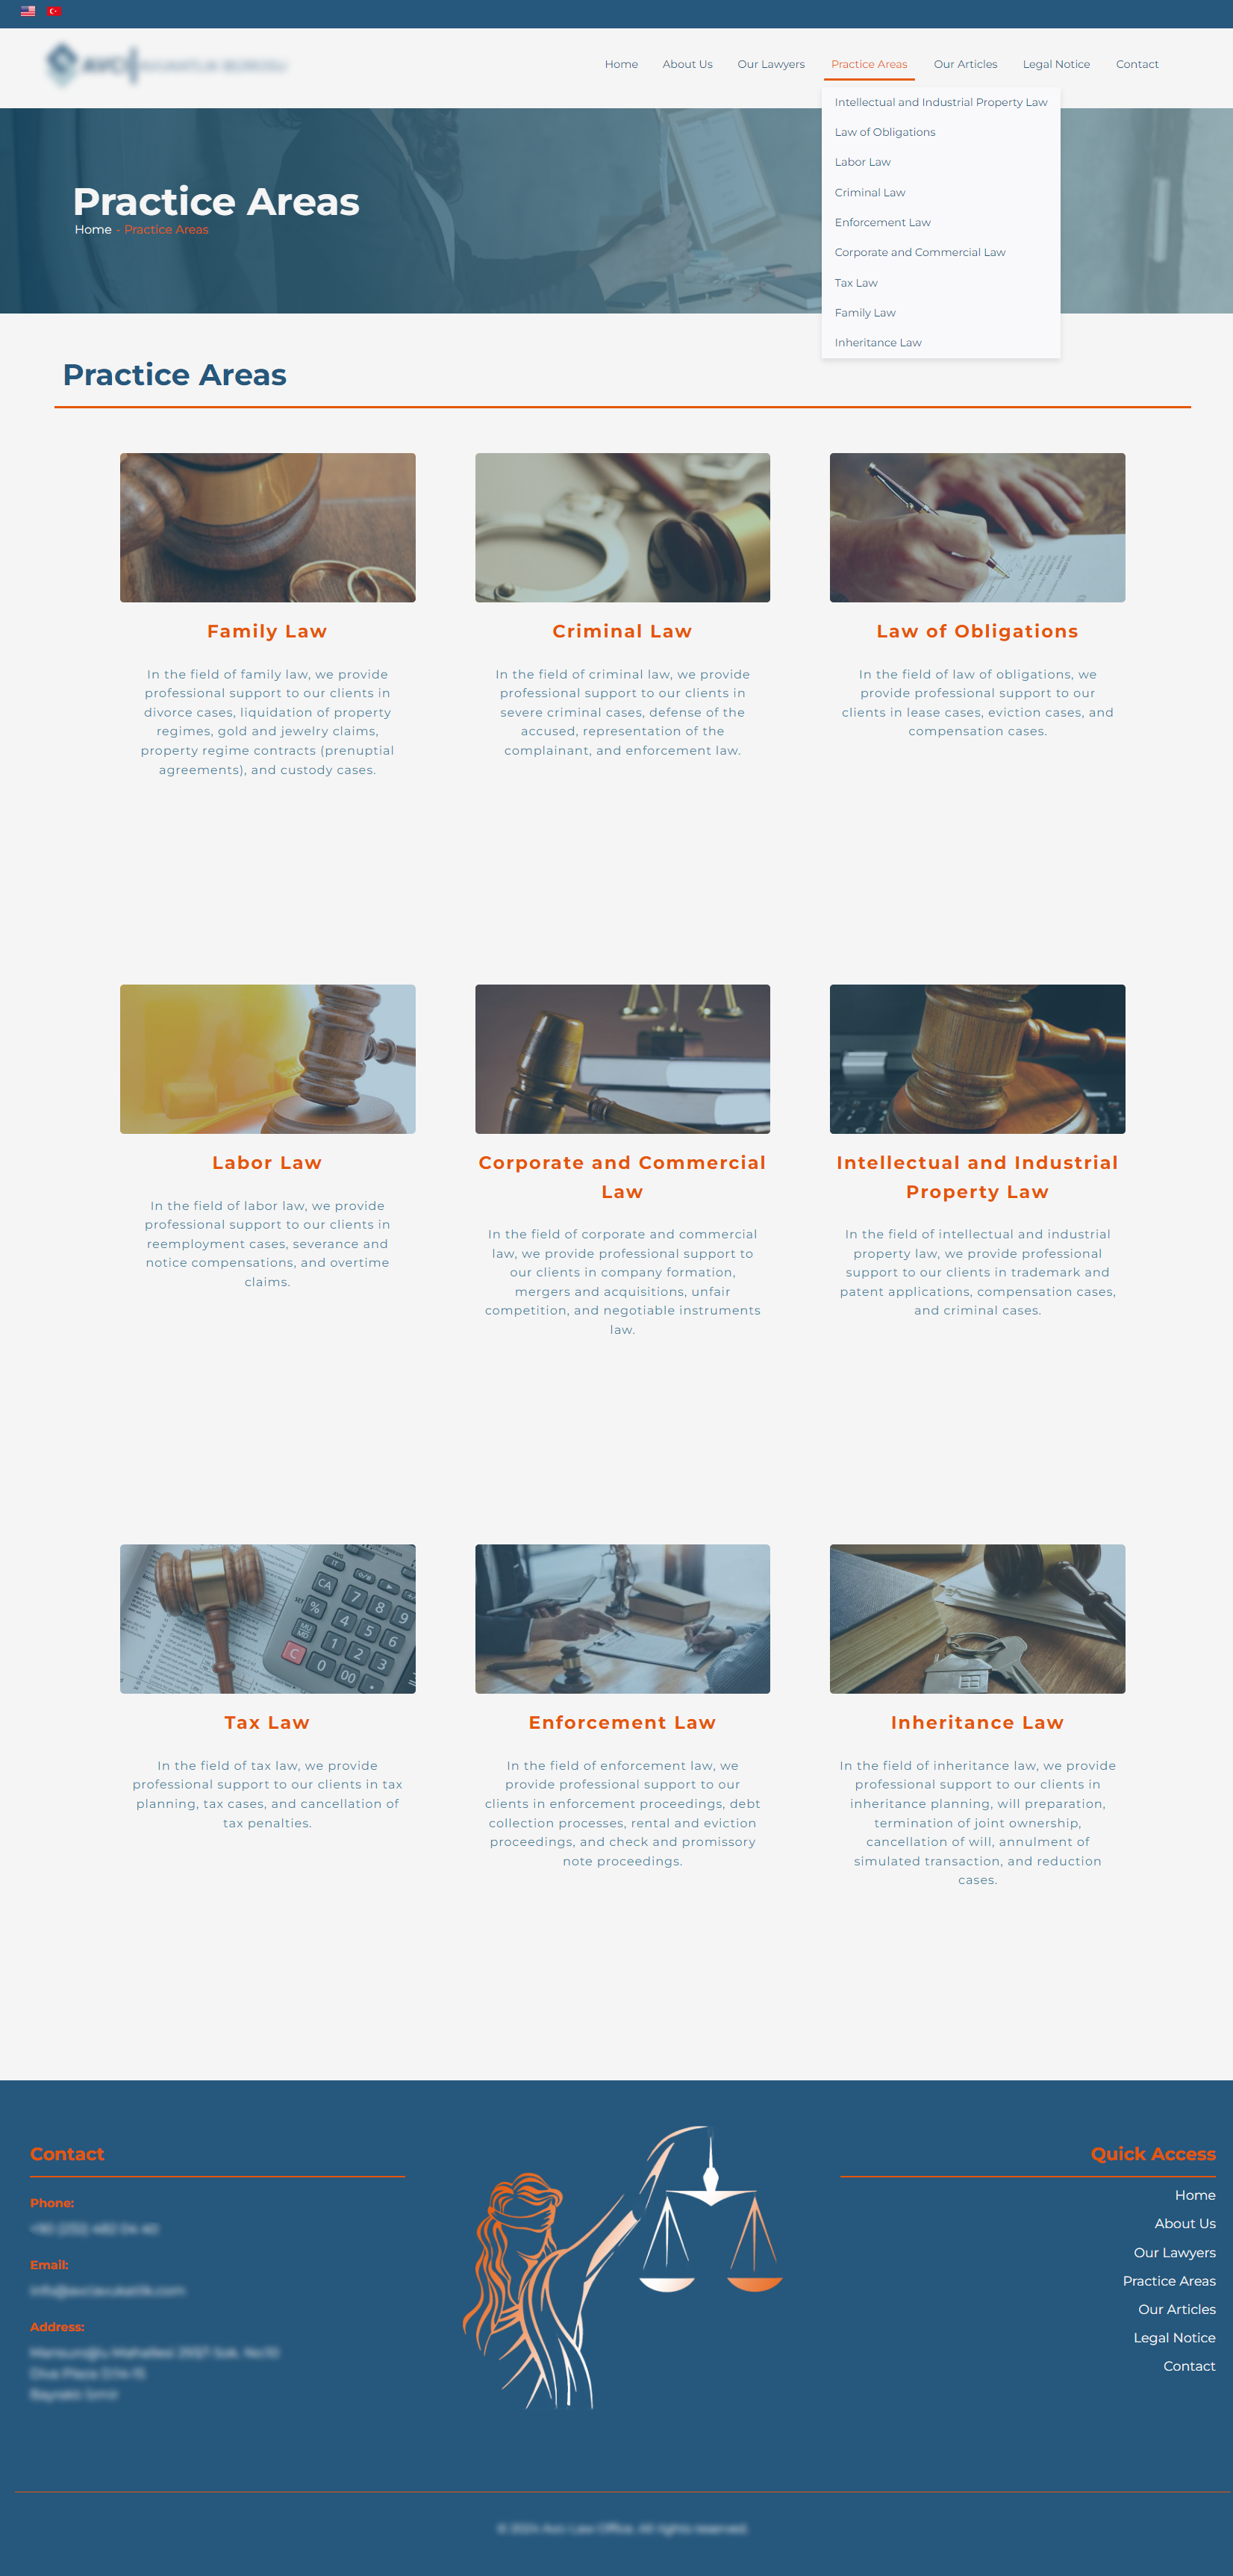 Home About Us Our Lawyers Practice Areas Our Articles Legal Notice Contact
Intellectual and Industrial Property Law
Law of Obligations
Labor Law
Criminal Law
Enforcement Law
Corporate and Commercial Law
Tax Law
Family Law
Inheritance Law
Practice Areas
Home - Practice Areas
Practice Areas
Family Law
In the field of family law, we provide
professional support to our clients in
divorce cases, liquidation of property
regimes, gold and jewelry claims,
property regime contracts (prenuptial
agreements), and custody cases.
Criminal Law
In the field of criminal law, we provide
professional support to our clients in
severe criminal cases, defense of the
accused, representation of the
complainant, and enforcement law.
Law of Obligations
In the field of law of obligations, we
provide professional support to our
clients in lease cases, eviction cases, and
compensation cases.
Labor Law
In the field of labor law, we provide
professional support to our clients in
reemployment cases, severance and
notice compensations, and overtime
claims.
Corporate and Commercial
Law
In the field of corporate and commercial
law, we provide professional support to
our clients in company formation,
mergers and acquisitions, unfair
competition, and negotiable instruments
law.
Intellectual and Industrial
Property Law
In the field of intellectual and industrial
property law, we provide professional
support to our clients in trademark and
patent applications, compensation cases,
and criminal cases.
Tax Law
In the field of tax law, we provide
professional support to our clients in tax
planning, tax cases, and cancellation of
tax penalties.
Enforcement Law
In the field of enforcement law, we
provide professional support to our
clients in enforcement proceedings, debt
collection processes, rental and eviction
proceedings, and check and promissory
note proceedings.
Inheritance Law
In the field of inheritance law, we provide
professional support to our clients in
inheritance planning, will preparation,
termination of joint ownership,
cancellation of will, annulment of
simulated transaction, and reduction
cases.
Contact
Phone:
Email:
Address:
Quick Access
Home
About Us
Our Lawyers
Practice Areas
Our Articles
Legal Notice
Contact